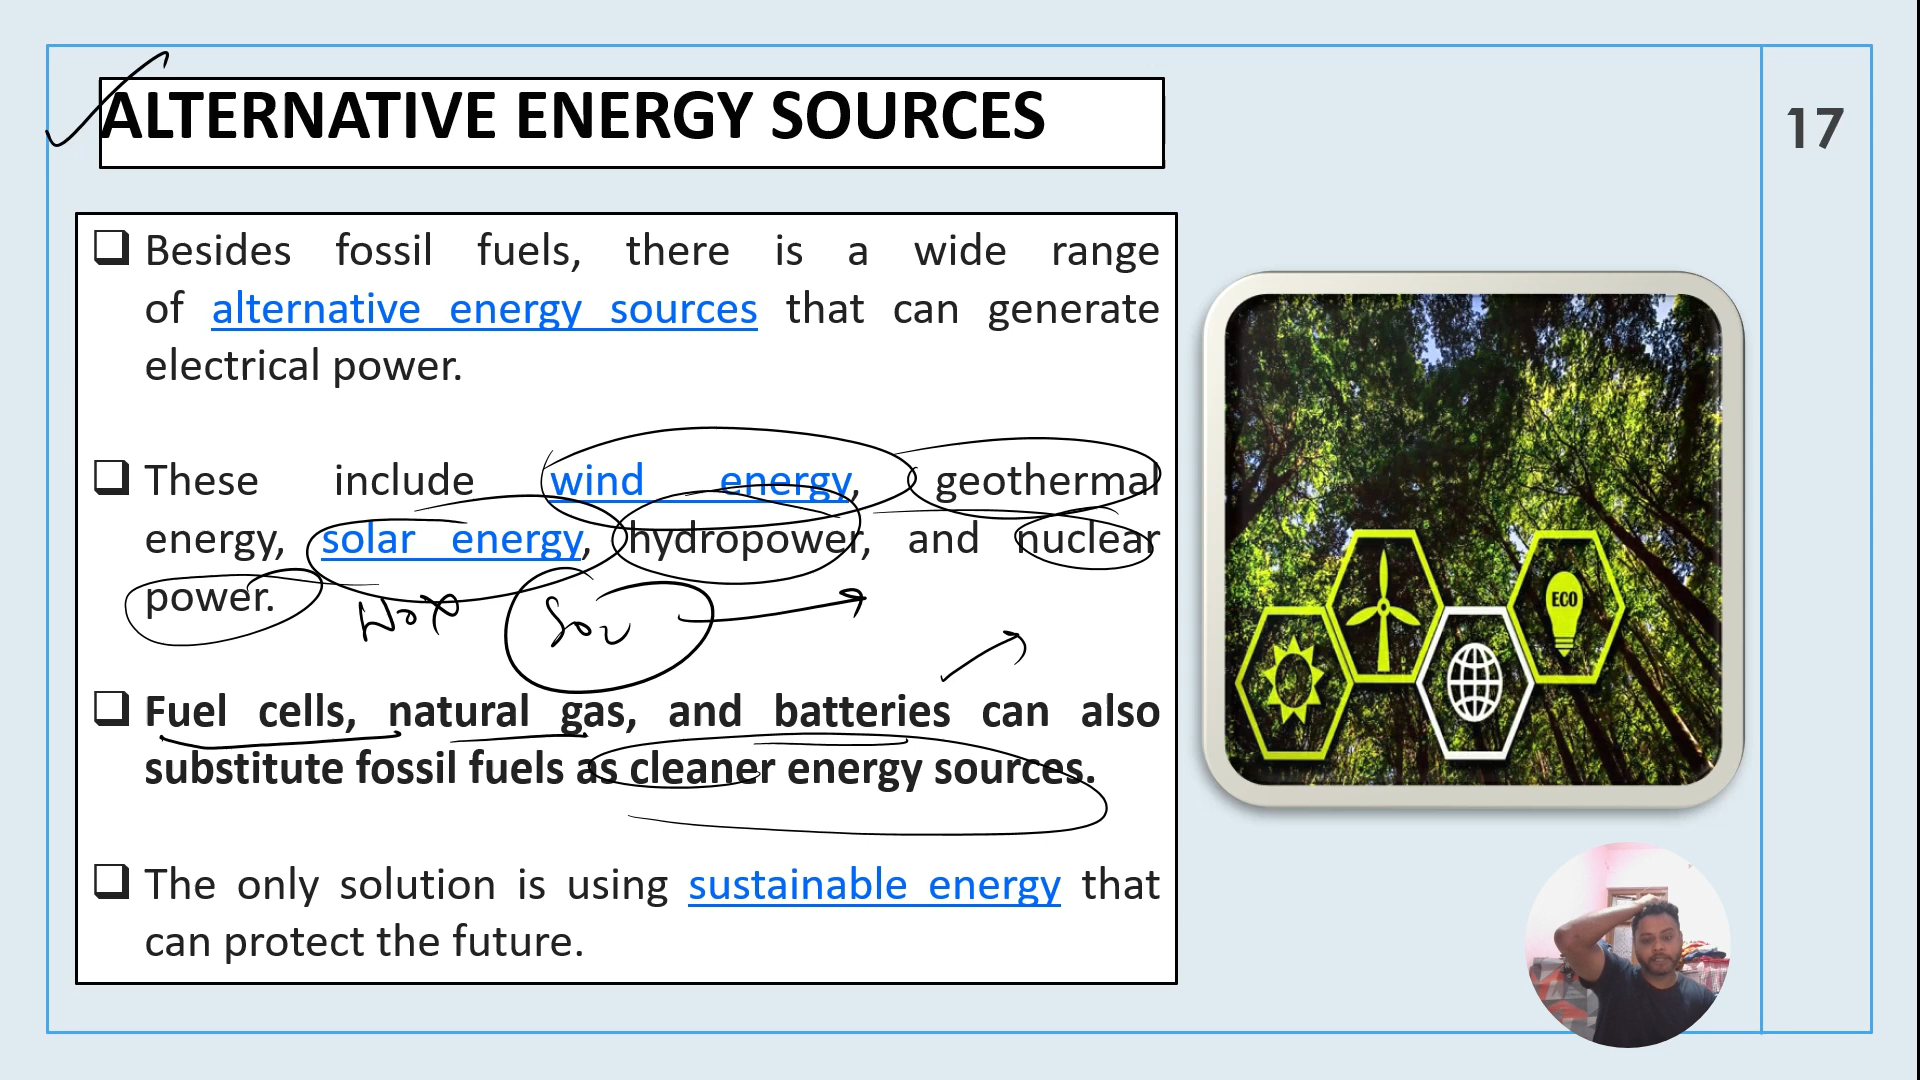 ALTERNATIVE ENERGY SOURCES
17
❑ Besides fossil fuels, there is a wide range
of alternative energy sources that can generate
electrical power.
❑ These include wind energy, geothermal
energy, solar energy, hydropower, and nuclear
power.
❑ Fuel cells, natural gas, and batteries can also
substitute fossil fuels as cleaner energy sources.
❑ The only solution is using sustainable energy that
can protect the future.
ECO